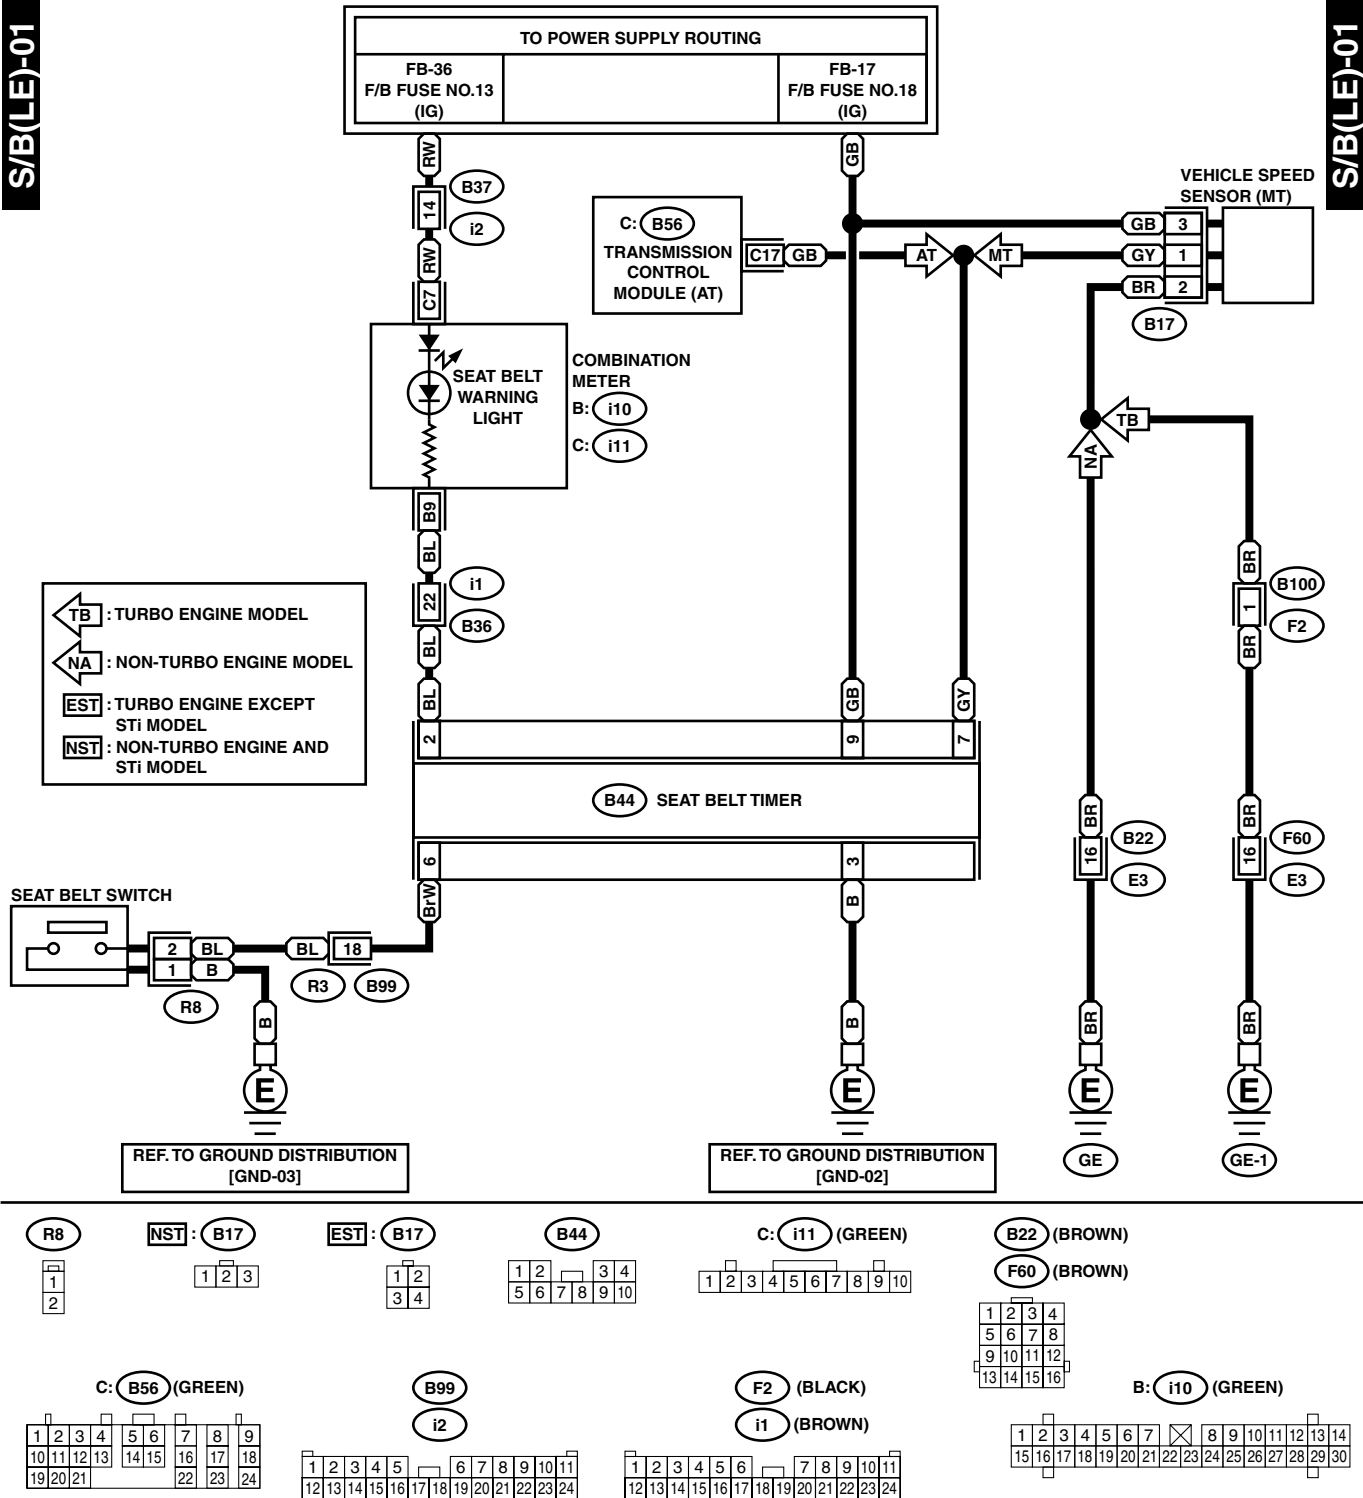 S/B(LE)-01
S/B(LE)-01
TO POWER SUPPLY ROUTING
FB-36
F/B FUSE NO.13
(IG)
FB-17
F/B FUSE NO.18
(IG)
RW
GB
14
B37
i2
RW
C7
C: B56
TRANSMISSION
CONTROL
MODULE (AT)
C17 GB
AT
MT
VEHICLE SPEED
SENSOR (MT)
GB 3
GY 1
BR 2
B17
SEAT BELT
WARNING
LIGHT
COMBINATION
METER
B: i10
C: i11
TB
NA
B9
BL
22
i1
B36
BL
BL
GB
GY
BR
1
B100
F2
BR
TB : TURBO ENGINE MODEL
NA : NON-TURBO ENGINE MODEL
EST : TURBO ENGINE EXCEPT
STi MODEL
NST : NON-TURBO ENGINE AND
STi MODEL
2
9
7
B44 SEAT BELT TIMER
6
3
BrW
B
BR
16
B22
E3
BR
16
F60
E3
SEAT BELT SWITCH
2 BL
BL 18
1 B
R8
R3
B99
B
B
BR
BR
E
E
E
E
REF. TO GROUND DISTRIBUTION
[GND-03]
REF. TO GROUND DISTRIBUTION
[GND-02]
GE
GE-1
R8
1
2
NST : B17
1 2 3
EST : B17
1 2
3 4
B44
1 2 3 4
5 6 7 8 9 10
C: i11 (GREEN)
1 2 3 4 5 6 7 8 9 10
B22 (BROWN)
F60 (BROWN)
1 2 3 4
5 6 7 8
9 10 11 12
13 14 15 16
C: B56 (GREEN)
1 2 3 4 5 6 7 8 9
10 11 12 13 14 15 16 17 18
19 20 21 22 23 24
B99
i2
1 2 3 4 5 6 7 8 9 10 11
12 13 14 15 16 17 18 19 20 21 22 23 24
F2 (BLACK)
i1 (BROWN)
1 2 3 4 5 6 7 8 9 10 11
12 13 14 15 16 17 18 19 20 21 22 23 24
B: i10 (GREEN)
1 2 3 4 5 6 7 8 9 10 11 12 13 14
15 16 17 18 19 20 21 22 23 24 25 26 27 28 29 30